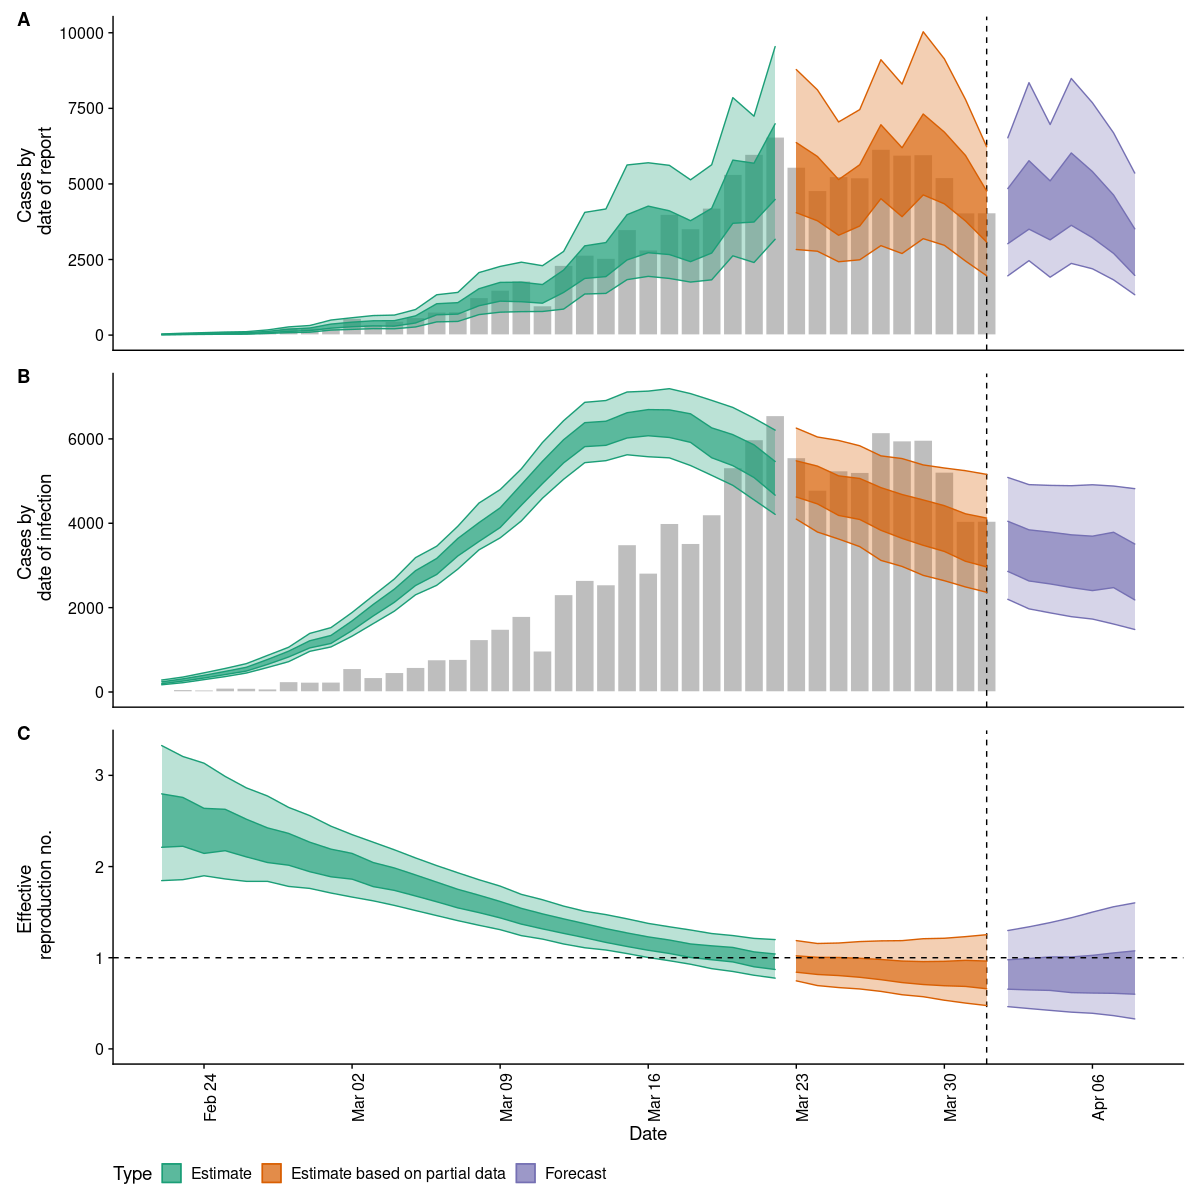 A
10000
7500
5000
2500
0
Cases by
date of report
B
6000
4000
2000
0
Cases by
date of infection
C
3
2
1
0
Effective
reproduction no.
Feb 24
Mar 02
Mar 09
Mar 16
Mar 23
Mar 30
Apr 06
Date
Type Estimate Estimate based on partial data Forecast